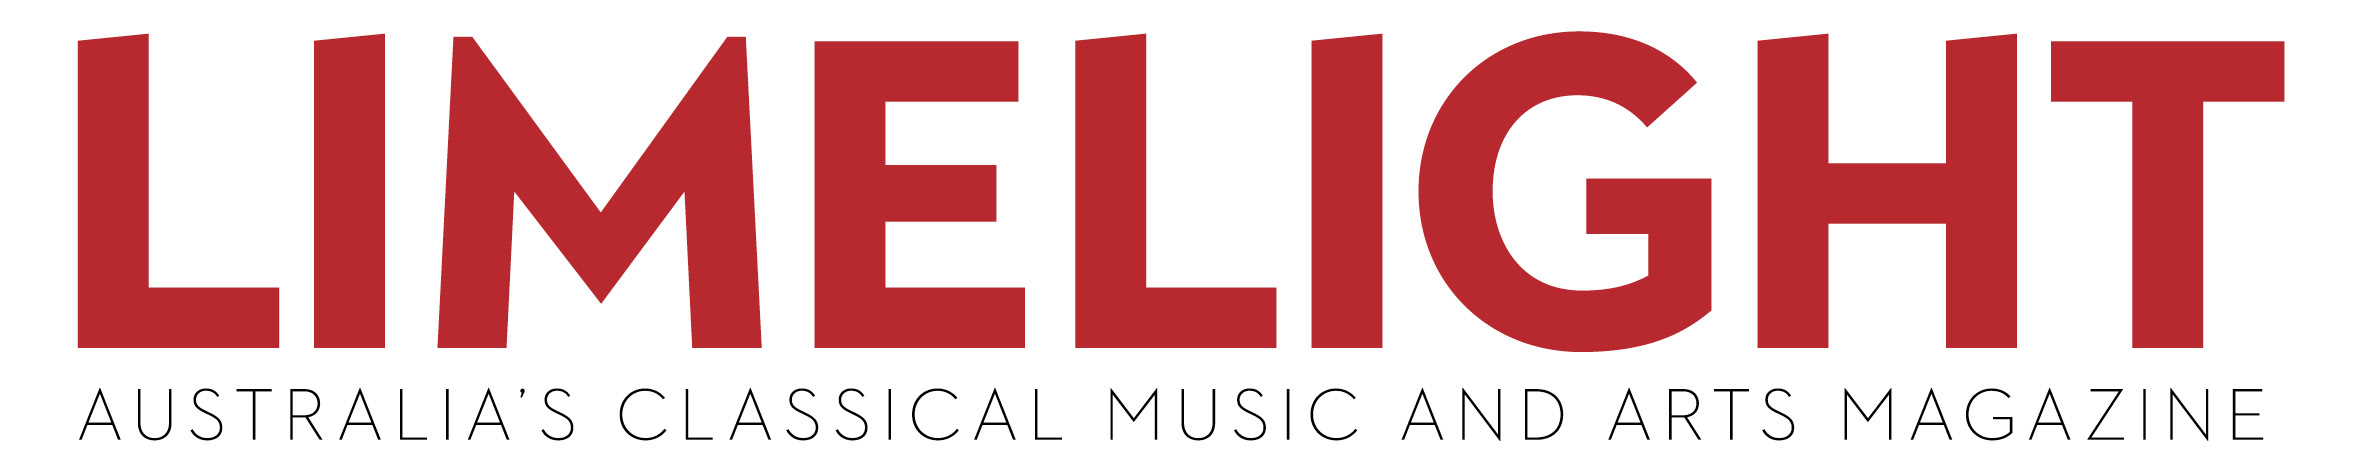 LIMELIGHT
AUSTRALIA'S CLASSICAL MUSIC AND ARTS MAGAZINE